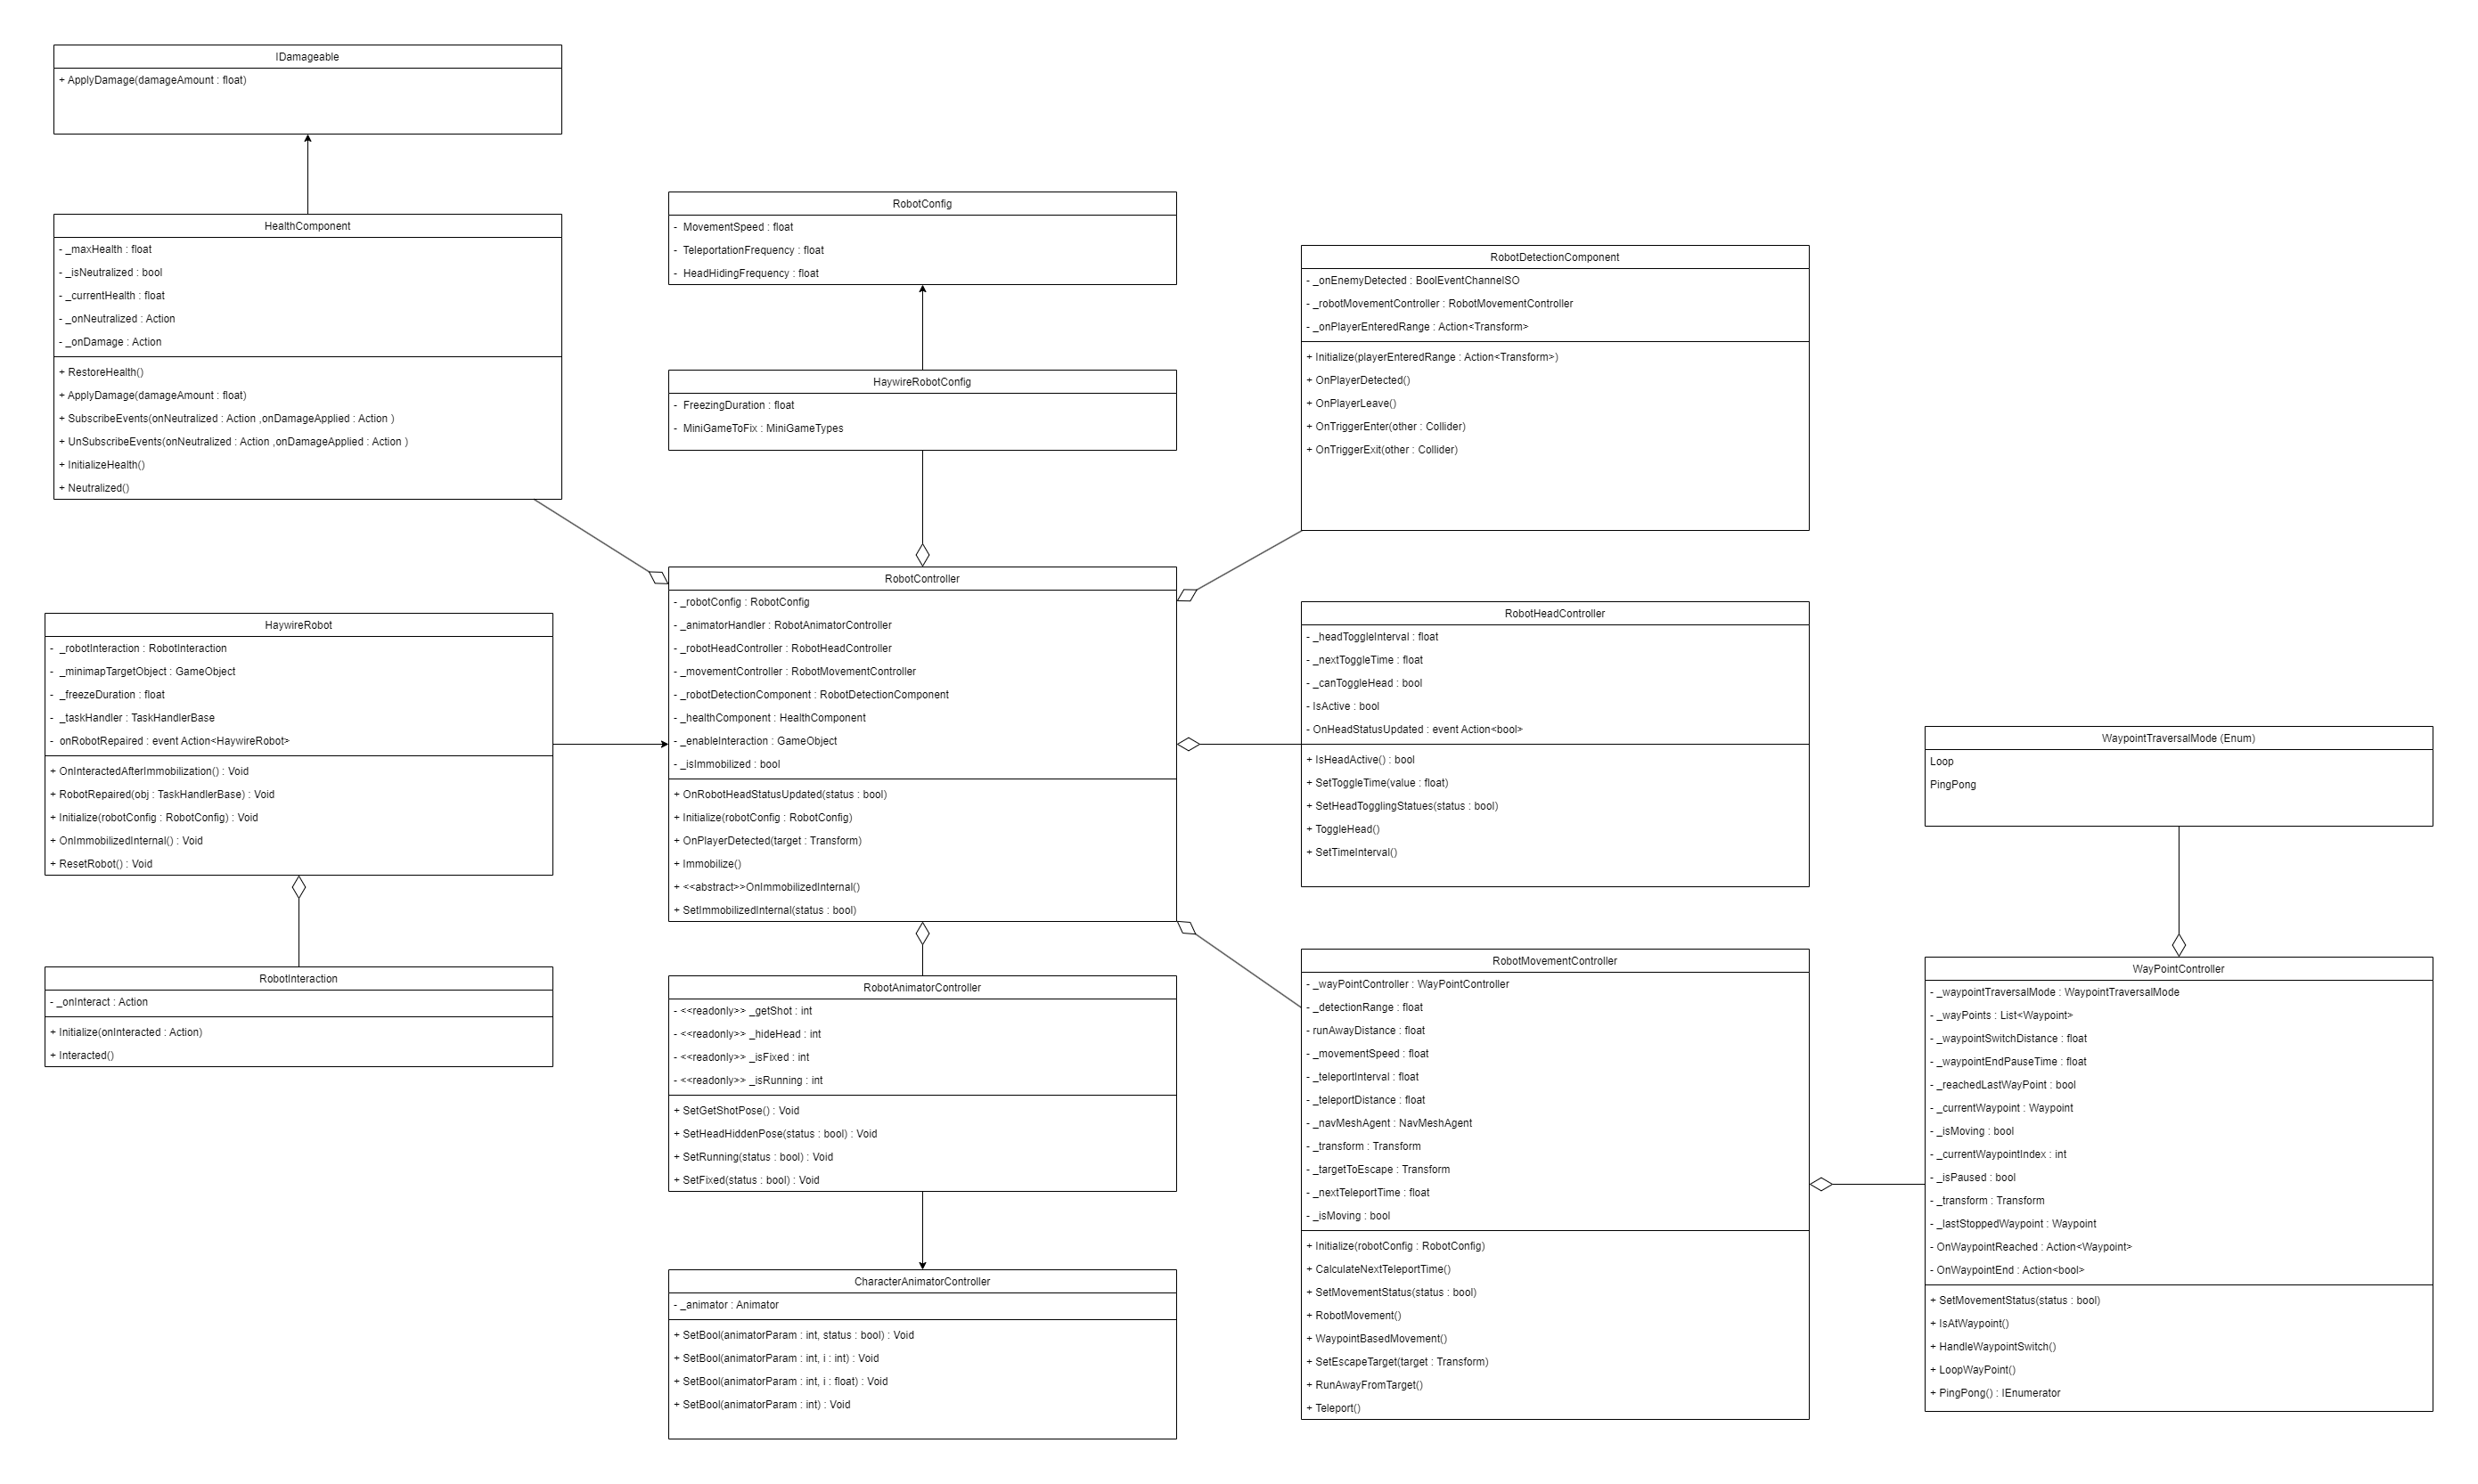 IDamageable
+ ApplyDamage(damageAmount : float)
HealthComponent
- _maxHealth : float
- _isNeutralized : bool
- _currentHealth : float
- _onNeutralized : Action
- _onDamage : Action
+ RestoreHealth()
+ ApplyDamage(damageAmount : float)
+ SubscribeEvents(onNeutralized : Action ,onDamageApplied : Action )
+ UnSubscribeEvents(onNeutralized : Action ,onDamageApplied : Action )
+ InitializeHealth()
+ Neutralized()
RobotConfig
- MovementSpeed : float
- TeleportationFrequency : float
- HeadHidingFrequency : float
HaywireRobotConfig
- FreezingDuration : float
- MiniGameToFix : MiniGameTypes
RobotDetectionComponent
- _onEnemyDetected : BoolEventChannelSO
- _robotMovementController : RobotMovementController
- _onPlayerEnteredRange : Action<Transform>
+ Initialize(playerEnteredRange : Action<Transform>)
+ OnPlayerDetected()
+ OnPlayerLeave()
+ OnTriggerEnter(other : Collider)
+ OnTriggerExit(other : Collider)
HaywireRobot
- _robotInteraction : RobotInteraction
- _minimapTargetObject : GameObject
- _freezeDuration : float
- _taskHandler : TaskHandlerBase
- onRobotRepaired : event Action<HaywireRobot>
+ OnInteractedAfterImmobilization() : Void
+ RobotRepaired(obj : TaskHandlerBase) : Void
+ Initialize(robotConfig : RobotConfig) : Void
+ OnImmobilizedInternal() : Void
+ ResetRobot() : Void
RobotInteraction
- _onInteract : Action
+ Initialize(onInteracted : Action)
+ Interacted()
RobotController
- _robotConfig : RobotConfig
- _animatorHandler : RobotAnimatorController
- _robotHeadController : RobotHeadController
- _movementController : RobotMovementController
- _robotDetectionComponent : RobotDetectionComponent
- _healthComponent : HealthComponent
- _enableInteraction : GameObject
- _isImmobilized : bool
+ OnRobotHeadStatusUpdated(status : bool)
+ Initialize(robotConfig : RobotConfig)
+ OnPlayerDetected(target : Transform)
+ Immobilize()
+ <<abstract>>OnImmobilizedInternal()
+ SetImmobilizedInternal(status : bool)
RobotAnimatorController
- <<readonly>> _getShot : int
- <<readonly>> _hideHead : int
- <<readonly>> _isFixed : int
- <<readonly>> _isRunning : int
+ SetGetShotPose() : Void
+ SetHeadHiddenPose(status : bool) : Void
+ SetRunning(status : bool) : Void
+ SetFixed(status : bool) : Void
CharacterAnimatorController
- _animator : Animator
+ SetBool(animatorParam : int, status : bool) : Void
+ SetBool(animatorParam : int, i : int) : Void
+ SetBool(animatorParam : int, i : float) : Void
+ SetBool(animatorParam : int) : Void
RobotHeadController
- _headToggleInterval : float
- _nextToggleTime : float
- _canToggleHead : bool
- IsActive : bool
- OnHeadStatusUpdated : event Action<bool>
+ IsHeadActive() : bool
+ SetToggleTime(value : float)
+ SetHeadTogglingStatues(status : bool)
+ ToggleHead()
+ SetTimeInterval()
RobotMovementController
- _wayPointController : WayPointController
- _detectionRange : float
- runAwayDistance : float
- _movementSpeed : float
- _teleportInterval : float
- _teleportDistance : float
- _navMeshAgent : NavMeshAgent
- _transform : Transform
- _targetToEscape : Transform
- _nextTeleportTime : float
- _isMoving : bool
+ Initialize(robotConfig : RobotConfig)
+ CalculateNextTeleportTime()
+ SetMovementStatus(status : bool)
+ RobotMovement()
+ WaypointBasedMovement()
+ SetEscapeTarget(target : Transform)
+ RunAwayFromTarget()
+ Teleport()
WaypointTraversalMode (Enum)
Loop
PingPong
WayPointController
- _waypointTraversalMode : WaypointTraversalMode
- _wayPoints : List<Waypoint>
- _waypointSwitchDistance : float
- _waypointEndPauseTime : float
- _reachedLastWayPoint : bool
- _currentWaypoint : Waypoint
- _isMoving : bool
- _currentWaypointIndex : int
- _isPaused : bool
- _transform : Transform
- _lastStoppedWaypoint : Waypoint
- OnWaypointReached : Action<Waypoint>
- OnWaypointEnd : Action<bool>
+ SetMovementStatus(status : bool)
+ IsAtWaypoint()
+ HandleWaypointSwitch()
+ LoopWayPoint()
+ PingPong() : IEnumerator